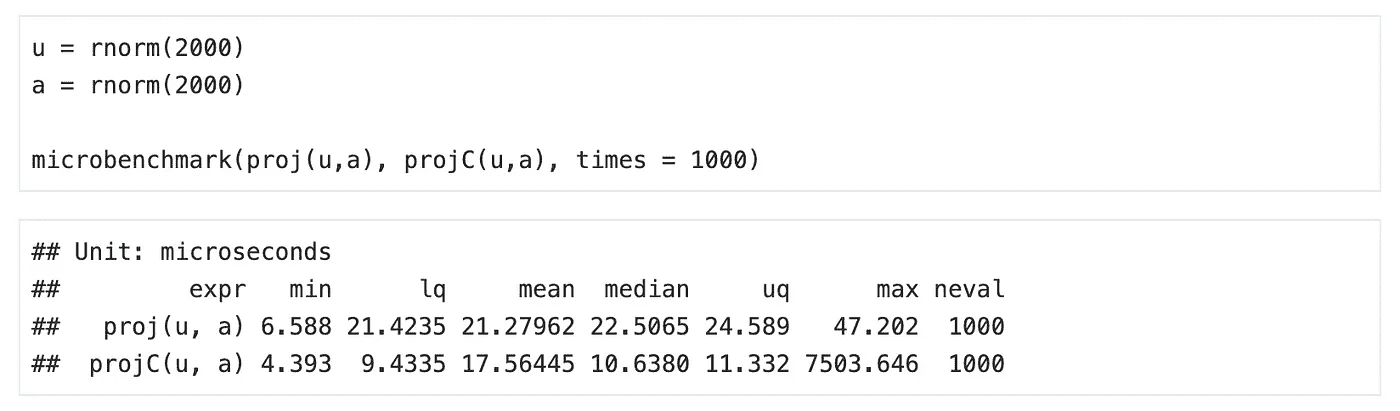 u = rnorm(2000)
a = rnorm(2000)
microbenchmark(proj(u,a), projC(u,a), times = 1000)
## Unit: microseconds
##         expr   min      lq     mean  median     uq      max neval
##   proj(u, a) 6.588 21.4235 21.27962 22.5065 24.589   47.202  1000
##  projC(u, a) 4.393  9.4335 17.56445 10.6380 11.332 7503.646  1000